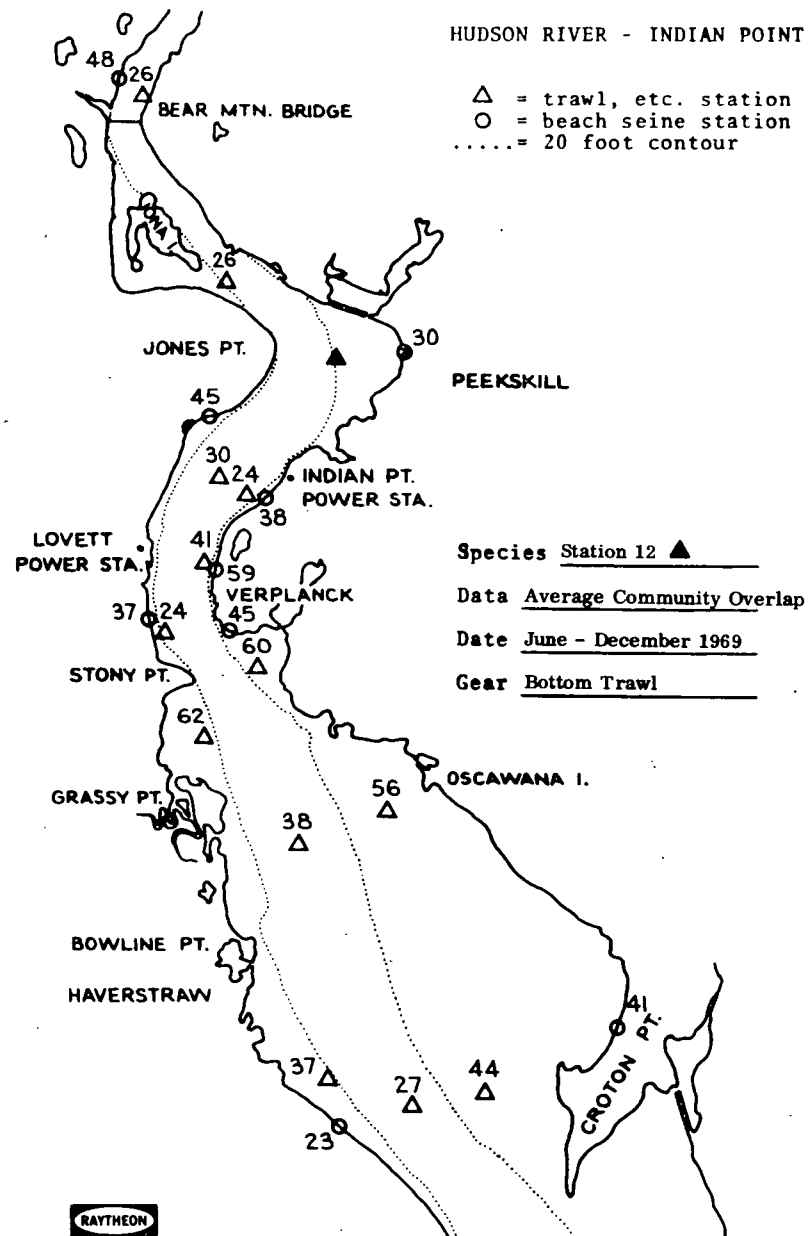 HUDSON RIVER - INDIAN POINT
△ = trawl, etc. station
○ = beach seine station
.....= 20 foot contour
48
26
BEAR MTN. BRIDGE
IONA I.
26
JONES PT.
30
PEEKSKILL
45
30
24
INDIAN PT.
POWER STA.
38
LOVETT
POWER STA.
41
59
VERPLANCK
Species Station 12 ▲
Data Average Community Overlap
Date June - December 1969
Gear Bottom Trawl
37
24
45
60
STONY PT.
62
OSCAWANA I.
GRASSY PT.
56
38
BOWLINE PT.
HAVERSTRAW
41
CROTON PT.
37
27
44
23
RAYTHEON